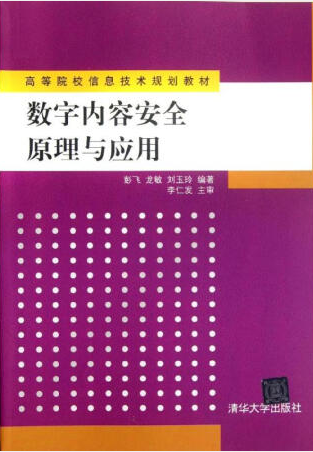 高等院校信息技术规划教材
数字内容安全
原理与应用
彭飞 龙敏 刘玉玲 编著
李仁发 主审
清华大学出版社